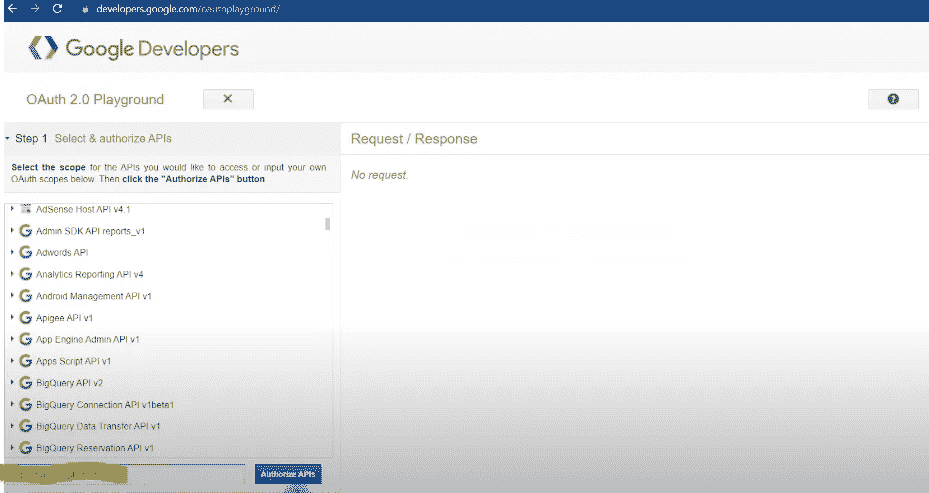 developers.google.com/oauthplayground/
Google Developers
OAuth 2.0 Playground
Step 1 Select & authorize APIs
Request / Response
Select the scope for the APIs you would like to access or input your own
OAuth scopes below. Then click the "Authorize APIs" button
No request.
AdSense Host API v4.1
Admin SDK API reports_v1
Adwords API
Analytics Reporting API v4
Android Management API v1
Apigee API v1
App Engine Admin API v1
Apps Script API v1
BigQuery API v2
BigQuery Connection API v1beta1
BigQuery Data Transfer API v1
BigQuery Reservation API v1
Authorize APIs